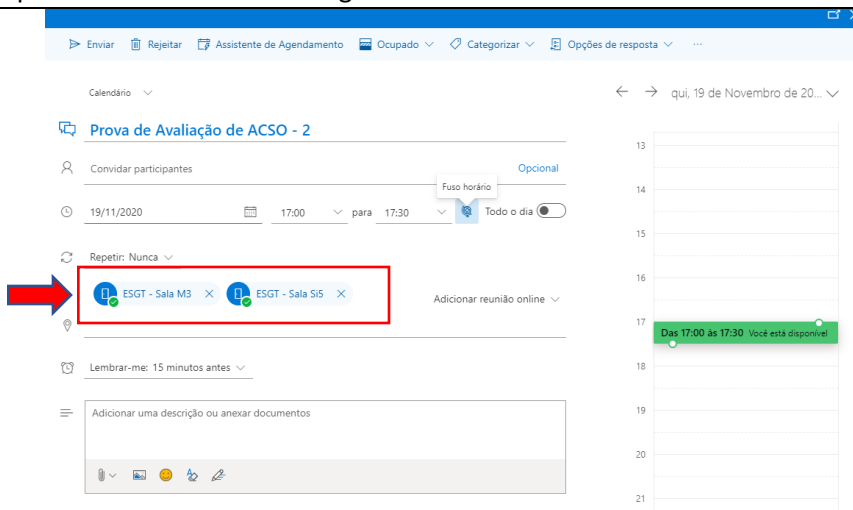 Enviar Rejeitar Assistente de Agendamento Ocupado Categorizar Opções de resposta ...
Calendário
qui, 19 de Novembro de 20...
Prova de Avaliação de ACSO - 2
Convidar participantes Opcional
Fuso horário
19/11/2020 17:00 para 17:30 Todo o dia
Repetir: Nunca
ESGT - Sala M3 ESGT - Sala Si5
Adicionar reunião online
Lembrar-me: 15 minutos antes
Adicionar uma descrição ou anexar documentos
13
14
15
16
17
Das 17:00 às 17:30 Você está disponível
18
19
20
21